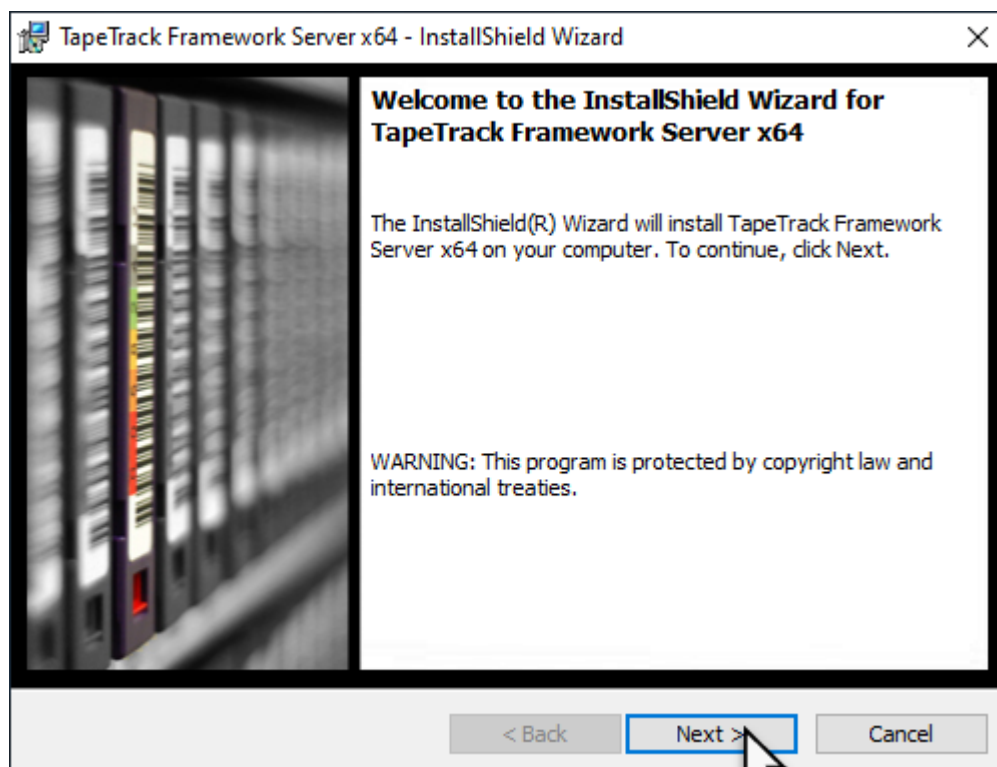 TapeTrack Framework Server x64 - InstallShield Wizard
Welcome to the InstallShield Wizard for
TapeTrack Framework Server x64
The InstallShield(R) Wizard will install TapeTrack Framework
Server x64 on your computer. To continue, click Next.
WARNING: This program is protected by copyright law and
international treaties.
< Back
Next >
Cancel